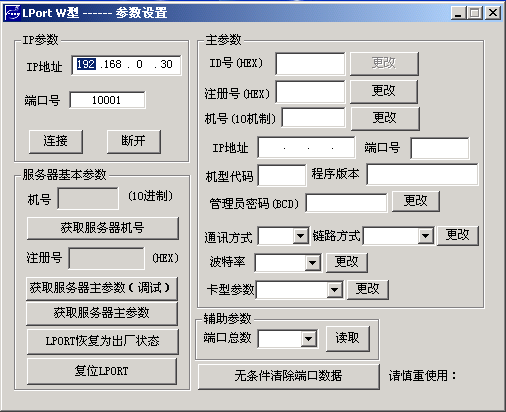 LPort W型 ------ 参数设置
IP参数
IP地址 192 .168 . 0 . 30
端口号 10001
连接 断开
服务器基本参数
机号 (10进制)
获取服务器机号
注册号 (HEX)
获取服务器主参数(调试)
获取服务器主参数
LPORT恢复为出厂状态
复位LPORT
主参数
ID号(HEX) 更改
注册号(HEX) 更改
机号(10机制) 更改
IP地址 . . . 端口号
机型代码 程序版本
管理员密码(BCD) 更改
通讯方式 链路方式 更改
波特率 更改
卡型参数 更改
辅助参数
端口总数 读取
无条件清除端口数据 请慎重使用：